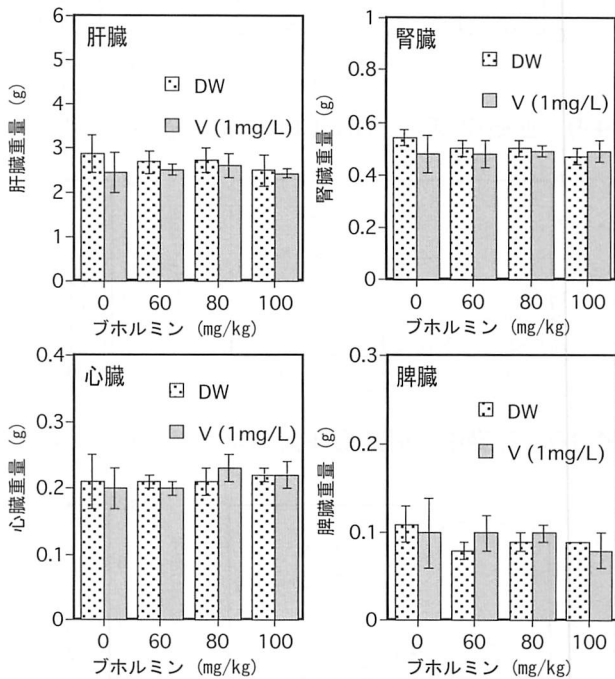 肝臓
DW
V (1mg/L)
肝臓重量 (g)
6
5
4
3
2
1
0
0 60 80 100
ブホルミン (mg/kg)
腎臓
DW
V (1mg/L)
腎臓重量 (g)
1
0.8
0.6
0.4
0.2
0
0 60 80 100
ブホルミン (mg/kg)
心臓
DW
V (1mg/L)
心臓重量 (g)
0.4
0.3
0.2
0.1
0
0 60 80 100
ブホルミン (mg/kg)
脾臓
DW
V (1mg/L)
脾臓重量 (g)
0.3
0.2
0.1
0
0 60 80 100
ブホルミン (mg/kg)